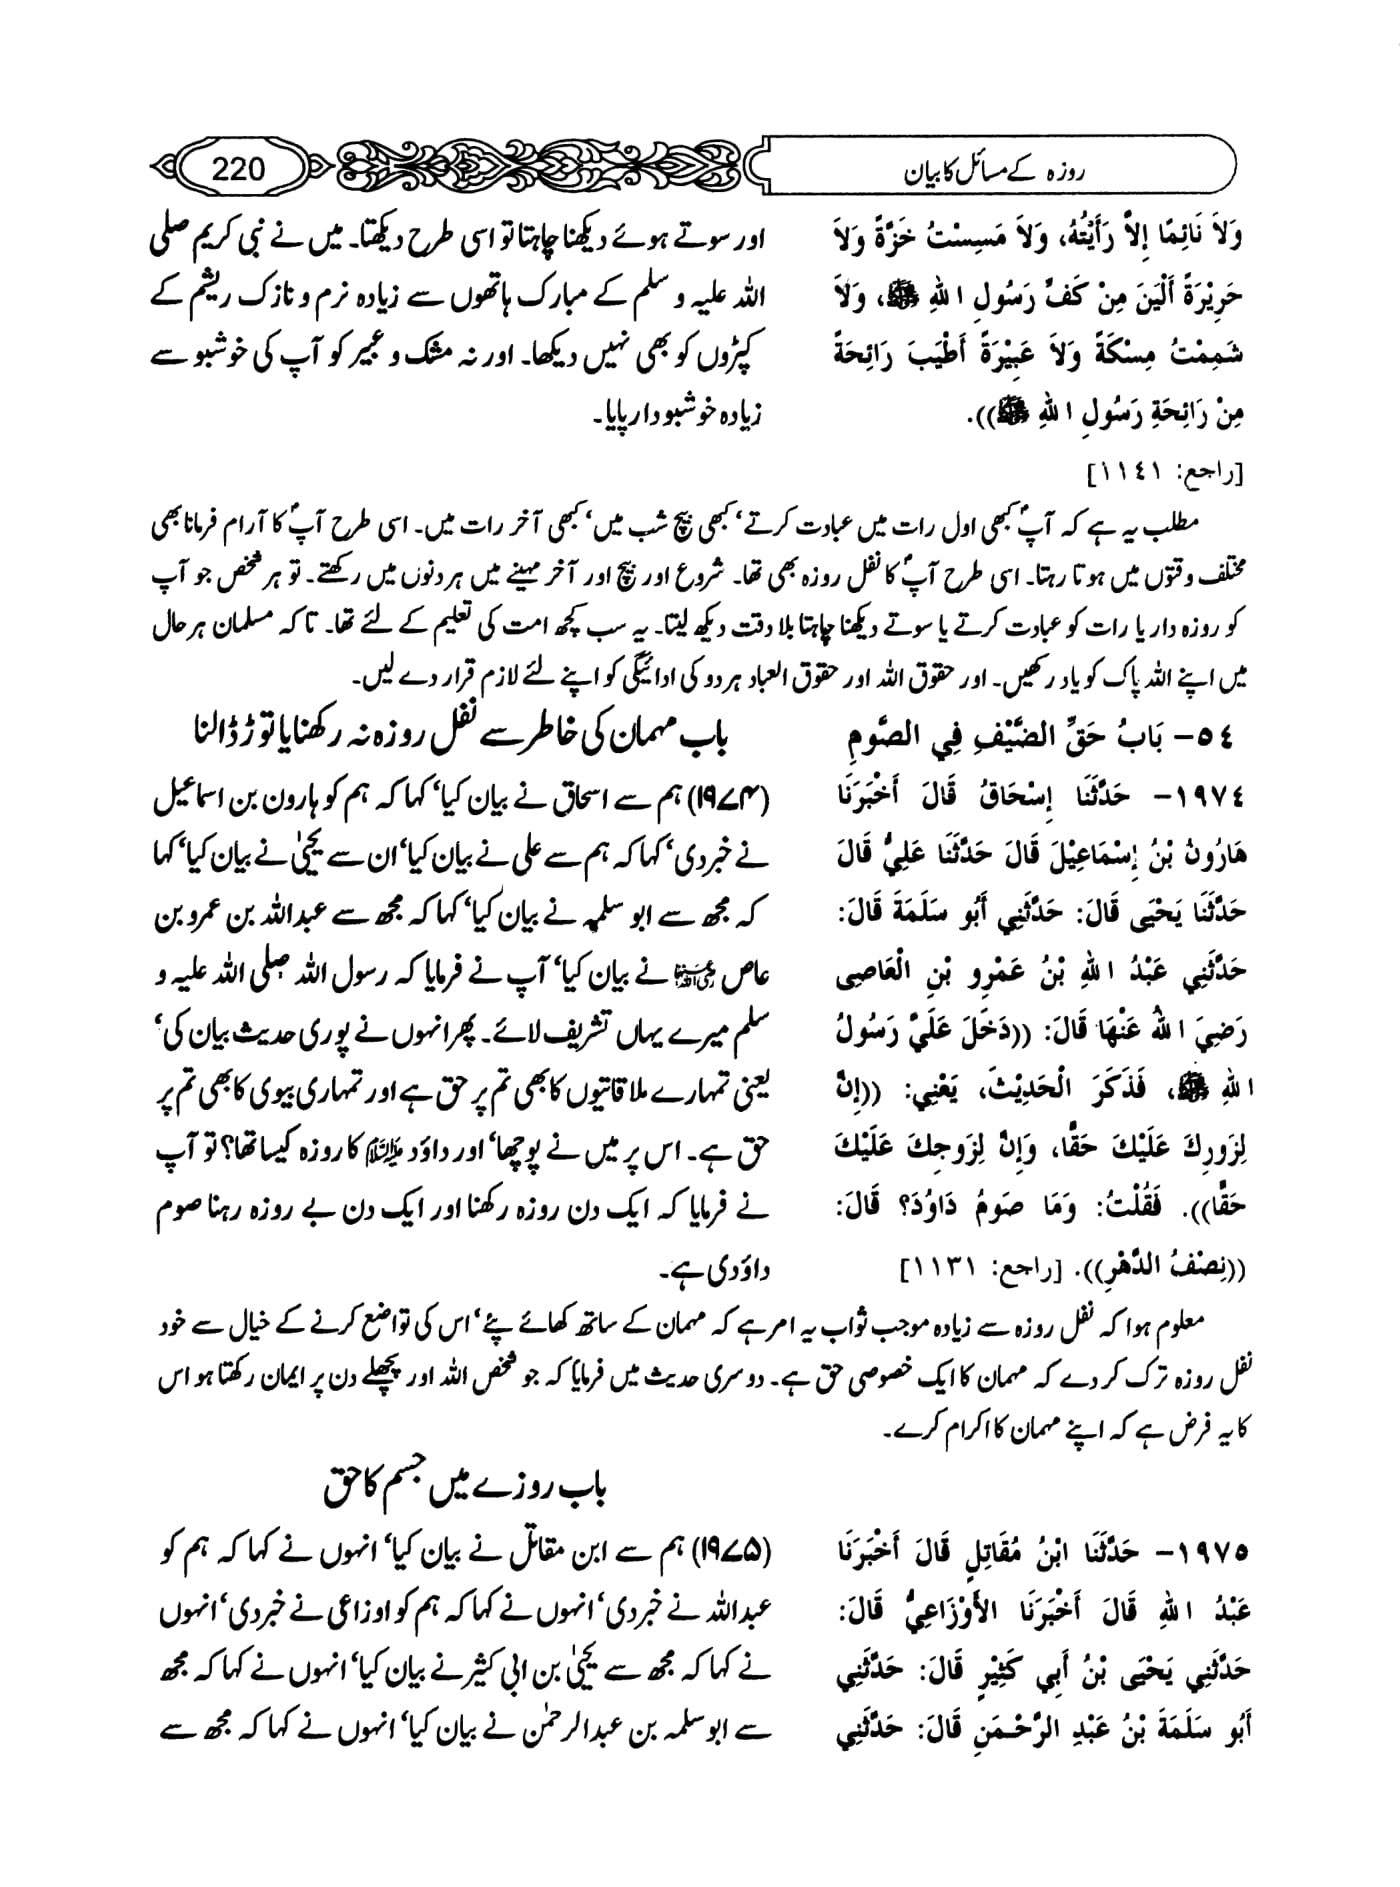 روزہ کے مسائل کا بیان
220
وَلاَ نَائِمًا إِلاَّ رَأَيْتُهُ، وَلاَ مَسِسْتُ خَزَّةً وَلاَ
حَرِيْرَةً أَلْيَنَ مِنْ كَفِّ رَسُولِ اللهِ ﷺ، وَلاَ
شَمِمْتُ مِسْكَةً وَلاَ عَبِيْرَةً أَطْيَبَ رَائِحَةً
مِنْ رَائِحَةِ رَسُولِ اللهِ ﷺ)).
[راجع: ١١٤١]
اور سوتے ہوئے دیکھنا چاہتا تو اسی طرح دیکھتا۔ میں نے نبی کریم صلی
اللہ علیہ و سلم کے مبارک ہاتھوں سے زیادہ نرم و نازک ریشم کے
کپڑوں کو بھی نہیں دیکھا۔ اور نہ مشک و عبیر کو آپ کی خوشبو سے
زیادہ خوشبودار پایا۔
مطلب یہ ہے کہ آپؐ کبھی اول رات میں عبادت کرتے‘ کبھی بیچ شب میں‘ کبھی آخر رات میں۔ اسی طرح آپؐ کا آرام فرمانا بھی
مختلف وقتوں میں ہوتا رہتا۔ اسی طرح آپؐ کا نفل روزہ بھی تھا۔ شروع اور بیچ اور آخر مہینے میں ہر دنوں میں رکھتے۔ تو ہر شخص جو آپ
کو روزہ دار یا رات کو عبادت کرتے یا سوتے دیکھنا چاہتا بلا دقت دیکھ لیتا۔ یہ سب کچھ امت کی تعلیم کے لئے تھا۔ تاکہ مسلمان ہر حال
میں اپنے اللہ پاک کو یاد رکھیں۔ اور حقوق اللہ اور حقوق العباد ہر دو کی ادائیگی کو اپنے لئے لازم قرار دے لیں۔
٥٤- بَابُ حَقِّ الضَّيْفِ فِي الصَّوْمِ
باب مہمان کی خاطر سے نفل روزہ نہ رکھنا یا توڑ ڈالنا
١٩٧٤- حَدَّثَنَا إِسْحَاقُ قَالَ أَخْبَرَنَا
هَارُونُ بْنُ إِسْمَاعِيْلَ قَالَ حَدَّثَنَا عَلِيٌّ قَالَ
حَدَّثَنَا يَحْيَى قَالَ: حَدَّثَنِي أَبُو سَلَمَةَ قَالَ:
حَدَّثَنِي عَبْدُ اللهِ بْنُ عَمْرِو بْنِ الْعَاصِى
رَضِيَ اللهُ عَنْهَا قَالَ: ((دَخَلَ عَلَيَّ رَسُولُ
اللهِ ﷺ، فَذَكَرَ الْحَدِيْثَ، يَعْنِي: ((إِنَّ
لِزَوْرِكَ عَلَيْكَ حَقًّا، وَإِنَّ لِزَوجِكَ عَلَيْكَ
حَقًّا)). فَقُلْتُ: وَمَا صَومُ دَاوُدَ؟ قَالَ:
((نِصْفُ الدَّهْرِ)). [راجع: ١١٣١]
(۱۹۷۴) ہم سے اسحاق نے بیان کیا‘ کہا کہ ہم کو ہارون بن اسماعیل
نے خبر دی‘ کہا کہ ہم سے علی نے بیان کیا‘ ان سے یحییٰ نے بیان کیا‘ کہا
کہ مجھ سے ابو سلمہ نے بیان کیا‘ کہا کہ مجھ سے عبداللہ بن عمرو بن
عاص رضی اللہ عنہما نے بیان کیا‘ آپ نے فرمایا کہ رسول اللہ صلی اللہ علیہ و
سلم میرے یہاں تشریف لائے۔ پھر انہوں نے پوری حدیث بیان کی‘
یعنی تمہارے ملاقاتیوں کا بھی تم پر حق ہے اور تمہاری بیوی کا بھی تم پر
حق ہے۔ اس پر میں نے پوچھا‘ اور داؤد علیہ السلام کا روزہ کیسا تھا؟ تو آپ
نے فرمایا کہ ایک دن روزہ رکھنا اور ایک دن بے روزہ رہنا صوم
داؤدی ہے۔
معلوم ہوا کہ نفل روزہ سے زیادہ موجب ثواب یہ امر ہے کہ مہمان کے ساتھ کھائے پئے‘ اس کی تواضع کرنے کے خیال سے خود
نفل روزہ ترک کر دے کہ مہمان کا ایک خصوصی حق ہے۔ دوسری حدیث میں فرمایا کہ جو شخص اللہ اور پچھلے دن پر ایمان رکھتا ہو اس
کا یہ فرض ہے کہ اپنے مہمان کا اکرام کرے۔
باب روزے میں جسم کا حق
١٩٧٥- حَدَّثَنَا ابْنُ مُقَاتِلٍ قَالَ أَخْبَرَنَا
عَبْدُ اللهِ قَالَ أَخْبَرَنَا الأَوْزَاعِيُّ قَالَ:
حَدَّثَنِي يَحْيَى بْنُ أَبِي كَثِيْرٍ قَالَ: حَدَّثَنِي
أَبُو سَلَمَةَ بْنُ عَبْدِ الرَّحْمَنِ قَالَ: حَدَّثَنِي
(۱۹۷۵) ہم سے ابن مقاتل نے بیان کیا‘ انہوں نے کہا کہ ہم کو
عبداللہ نے خبر دی‘ انہوں نے کہا کہ ہم کو اوزاعی نے خبر دی‘ انہوں
نے کہا کہ مجھ سے یحییٰ بن ابی کثیر نے بیان کیا‘ انہوں نے کہا کہ مجھ
سے ابو سلمہ بن عبدالرحمٰن نے بیان کیا‘ انہوں نے کہا کہ مجھ سے